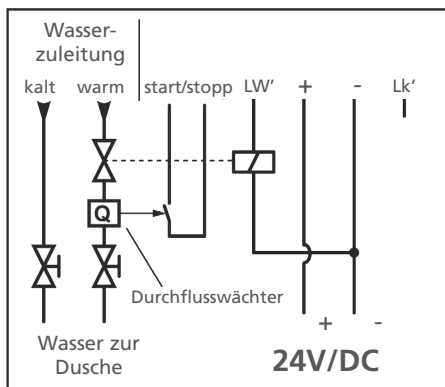 Wasser-
zuleitung
kalt warm start/stopp LW' + - Lk'
Q
Durchflusswächter
+ -
Wasser zur
Dusche
24V/DC